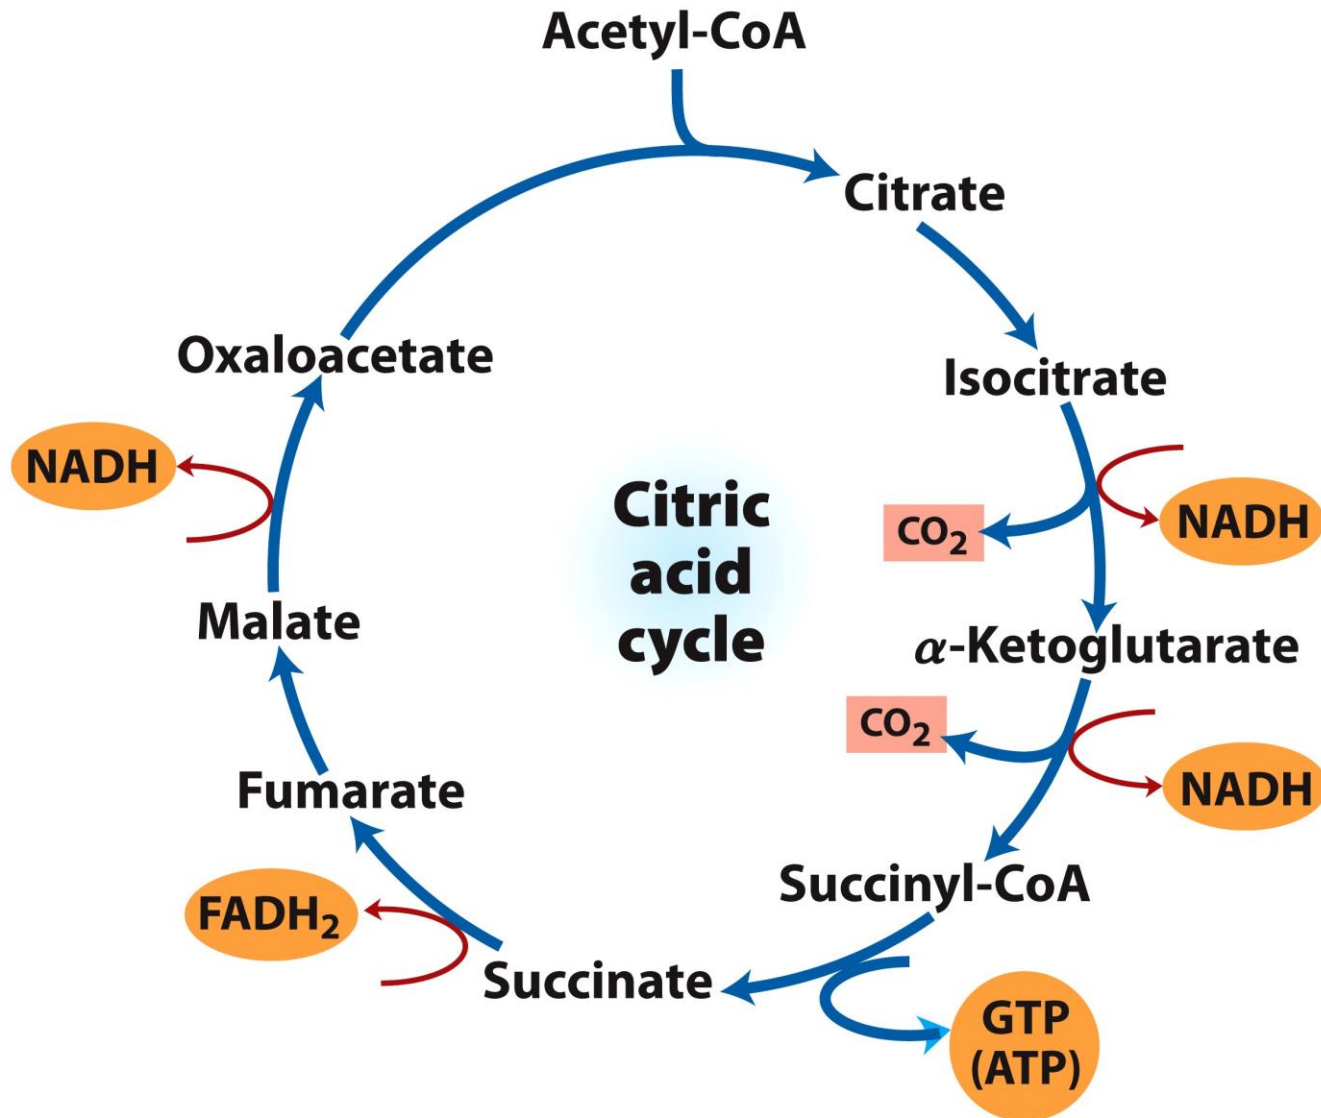 Acetyl-CoA
Citrate
Isocitrate
NADH
CO₂
α-Ketoglutarate
CO₂
NADH
Succinyl-CoA
GTP
(ATP)
Succinate
FADH₂
Fumarate
Malate
NADH
Oxaloacetate
Citric
acid
cycle